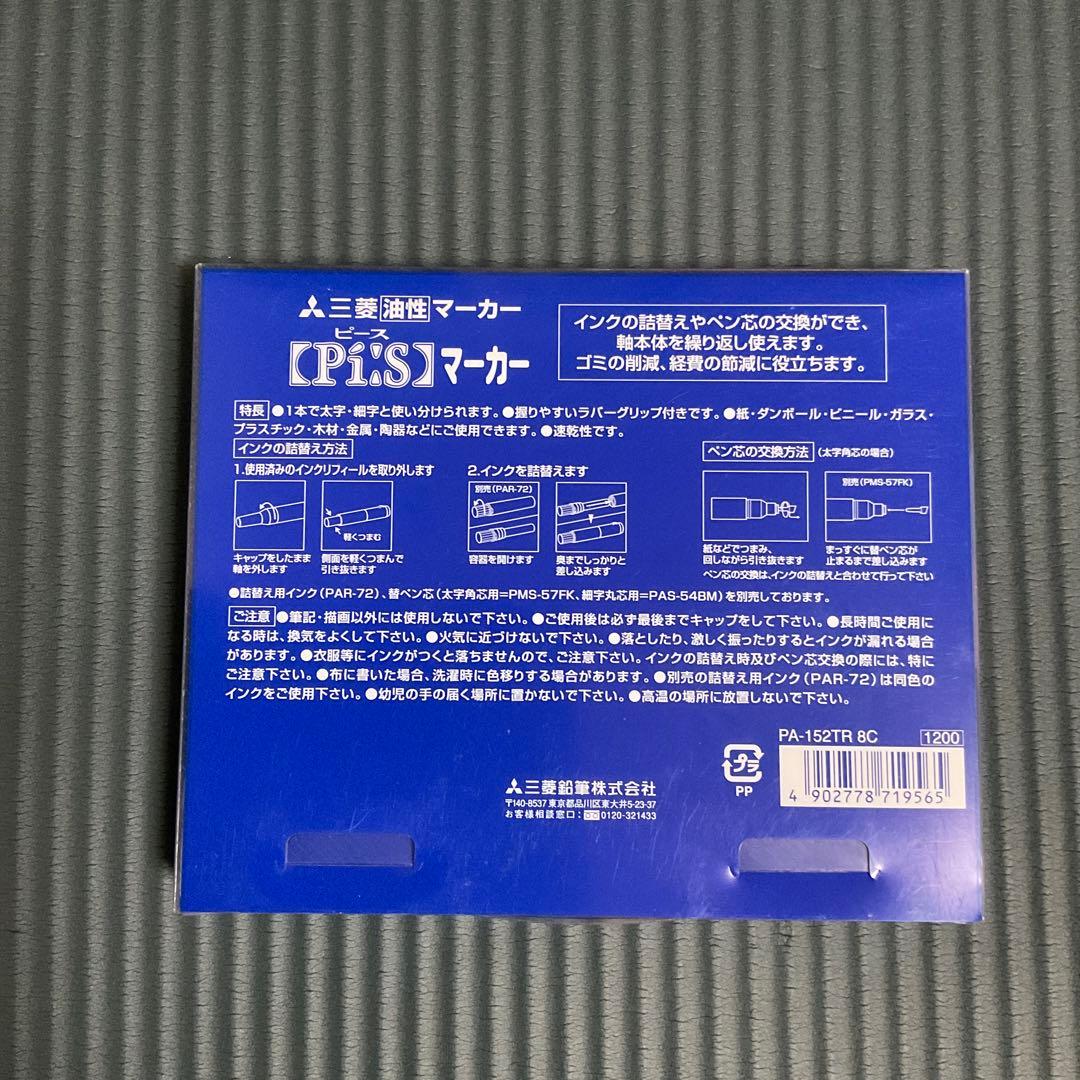 三菱油性マーカー
ピース
【Pi:S】マーカー
インクの詰替えやペン芯の交換ができ、
軸本体を繰り返し使えます。
ゴミの削減、経費の節減に役立ちます。
特長 ●1本で太字・細字と使い分けられます。●握りやすいラバーグリップ付きです。●紙・ダンボール・ビニール・ガラス・
プラスチック・木材・金属・陶器などにご使用できます。●速乾性です。
インクの詰替え方法
1.使用済みのインクリフィールを取り外します
軽くつまむ
キャップをしたまま
軸を外します
側面を軽くつまんで
引き抜きます
2.インクを詰替えます
別売(PAR-72)
容器を開けます
奥までしっかりと
差し込みます
ペン芯の交換方法 (太字角芯の場合)
別売(PMS-57FK)
紙などでつまみ、
回しながら引き抜きます
まっすぐに替ペン芯が
止まるまで差し込みます
ペン芯の交換は、インクの詰替えと合わせて行って下さい
●詰替え用インク(PAR-72)、替ペン芯(太字角芯用=PMS-57FK、細字丸芯用=PAS-54BM)を別売しております。
ご注意 ●筆記・描画以外には使用しないで下さい。●ご使用後は必ず最後までキャップをして下さい。●長時間ご使用に
なる時は、換気をよくして下さい。●火気に近づけないで下さい。●落としたり、激しく振ったりするとインクが漏れる場合
があります。●衣服等にインクがつくと落ちませんので、ご注意下さい。インクの詰替え時及びペン芯交換の際には、特に
ご注意下さい。●布に書いた場合、洗濯時に色移りする場合があります。●別売の詰替え用インク(PAR-72)は同色の
インクをご使用下さい。●幼児の手の届く場所に置かないで下さい。●高温の場所に放置しないで下さい。
PA-152TR 8C 1200
プラ
PP
4 902778 719565
三菱鉛筆株式会社
〒140-8537 東京都品川区東大井5-23-37
お客様相談窓口:0120-321433